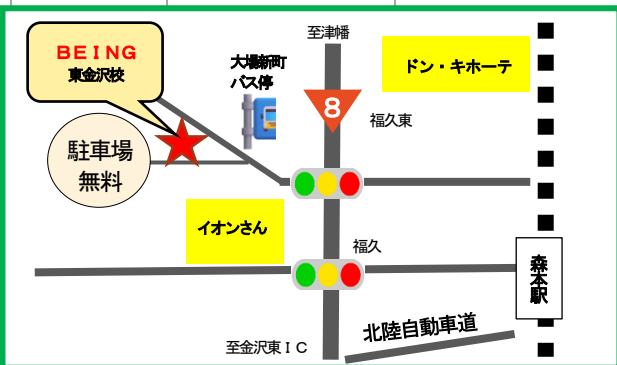 至津幡
BEING
東金沢校
大場新町
バス停
ドン・キホーテ
8
福久東
駐車場
無料
イオンさん
福久
森本駅
北陸自動車道
至金沢東IC